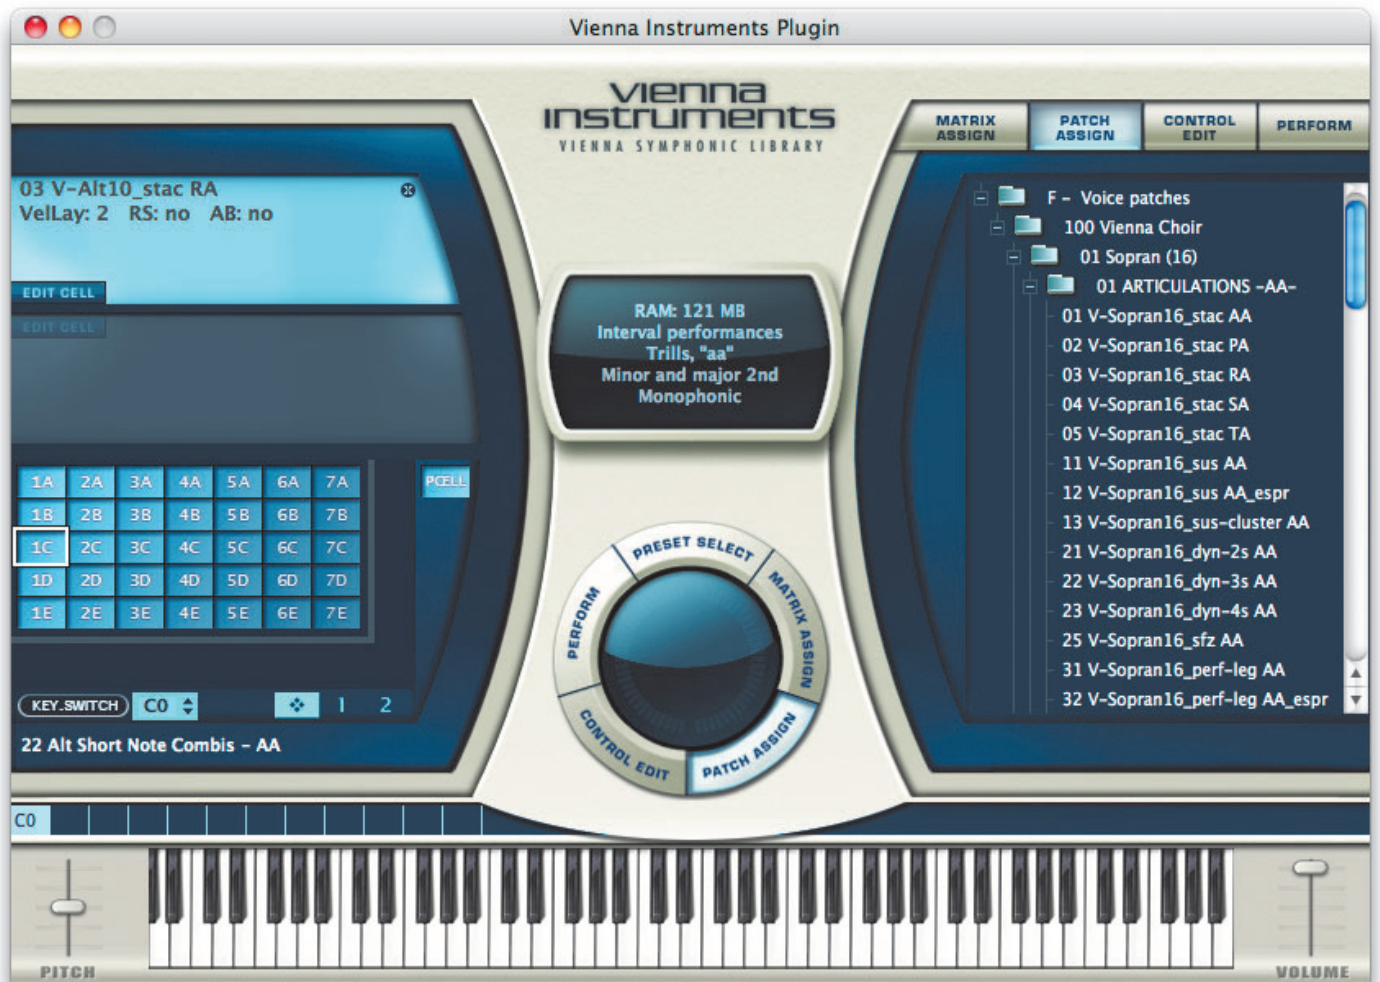 Vienna Instruments Plugin
vienna
instruments
VIENNA SYMPHONIC LIBRARY
MATRIX
ASSIGN
PATCH
ASSIGN
CONTROL
EDIT
PERFORM
03 V-Alt10_stac RA
VelLay: 2 RS: no AB: no
EDIT CELL
EDIT CELL
RAM: 121 MB
Interval performances
Trills, "aa"
Minor and major 2nd
Monophonic
F - Voice patches
100 Vienna Choir
01 Sopran (16)
01 ARTICULATIONS -AA-
01 V-Sopran16_stac AA
02 V-Sopran16_stac PA
03 V-Sopran16_stac RA
04 V-Sopran16_stac SA
05 V-Sopran16_stac TA
11 V-Sopran16_sus AA
12 V-Sopran16_sus AA_espr
13 V-Sopran16_sus-cluster AA
21 V-Sopran16_dyn-2s AA
22 V-Sopran16_dyn-3s AA
23 V-Sopran16_dyn-4s AA
25 V-Sopran16_sfz AA
31 V-Sopran16_perf-leg AA
32 V-Sopran16_perf-leg AA_espr
1A 2A 3A 4A 5A 6A 7A
1B 2B 3B 4B 5B 6B 7B
1C 2C 3C 4C 5C 6C 7C
1D 2D 3D 4D 5D 6D 7D
1E 2E 3E 4E 5E 6E 7E
PCELL
KEY.SWITCH C0 1 2
22 Alt Short Note Combis - AA
PRESET SELECT
MATRIX ASSIGN
PATCH ASSIGN
CONTROL EDIT
PERFORM
C0
PITCH
VOLUME